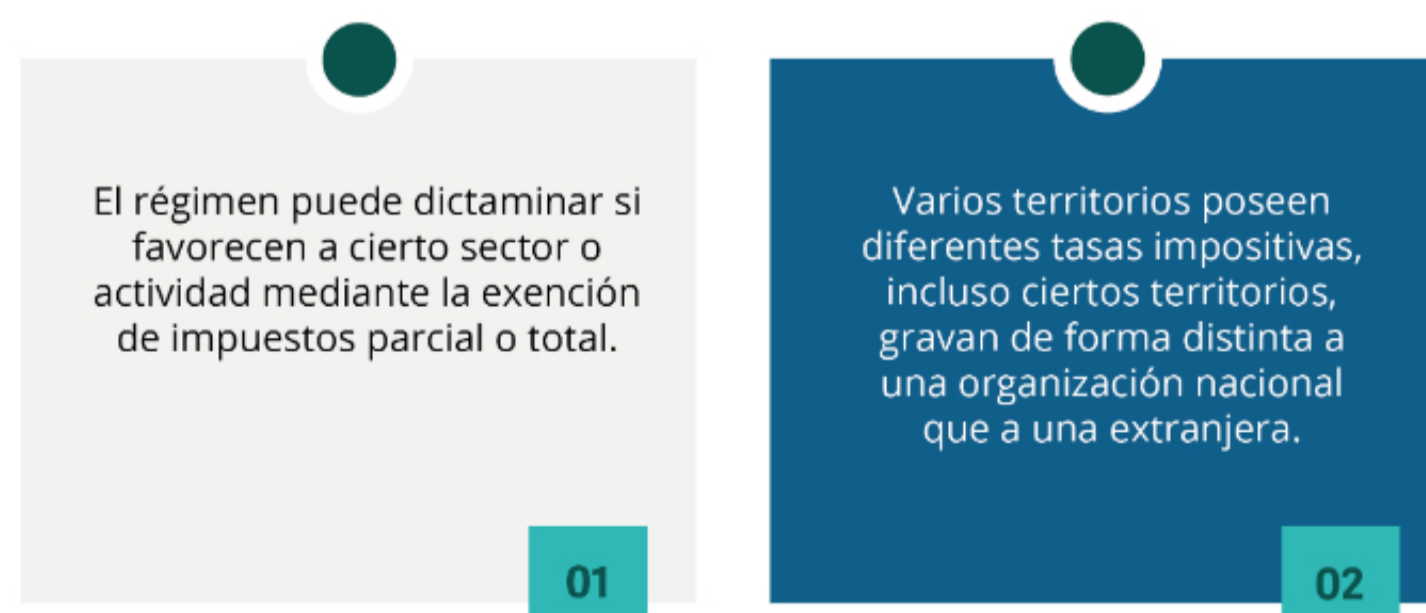 El régimen puede dictaminar si
favorecen a cierto sector o
actividad mediante la exención
de impuestos parcial o total.
01
Varios territorios poseen
diferentes tasas impositivas,
incluso ciertos territorios,
gravan de forma distinta a
una organización nacional
que a una extranjera.
02